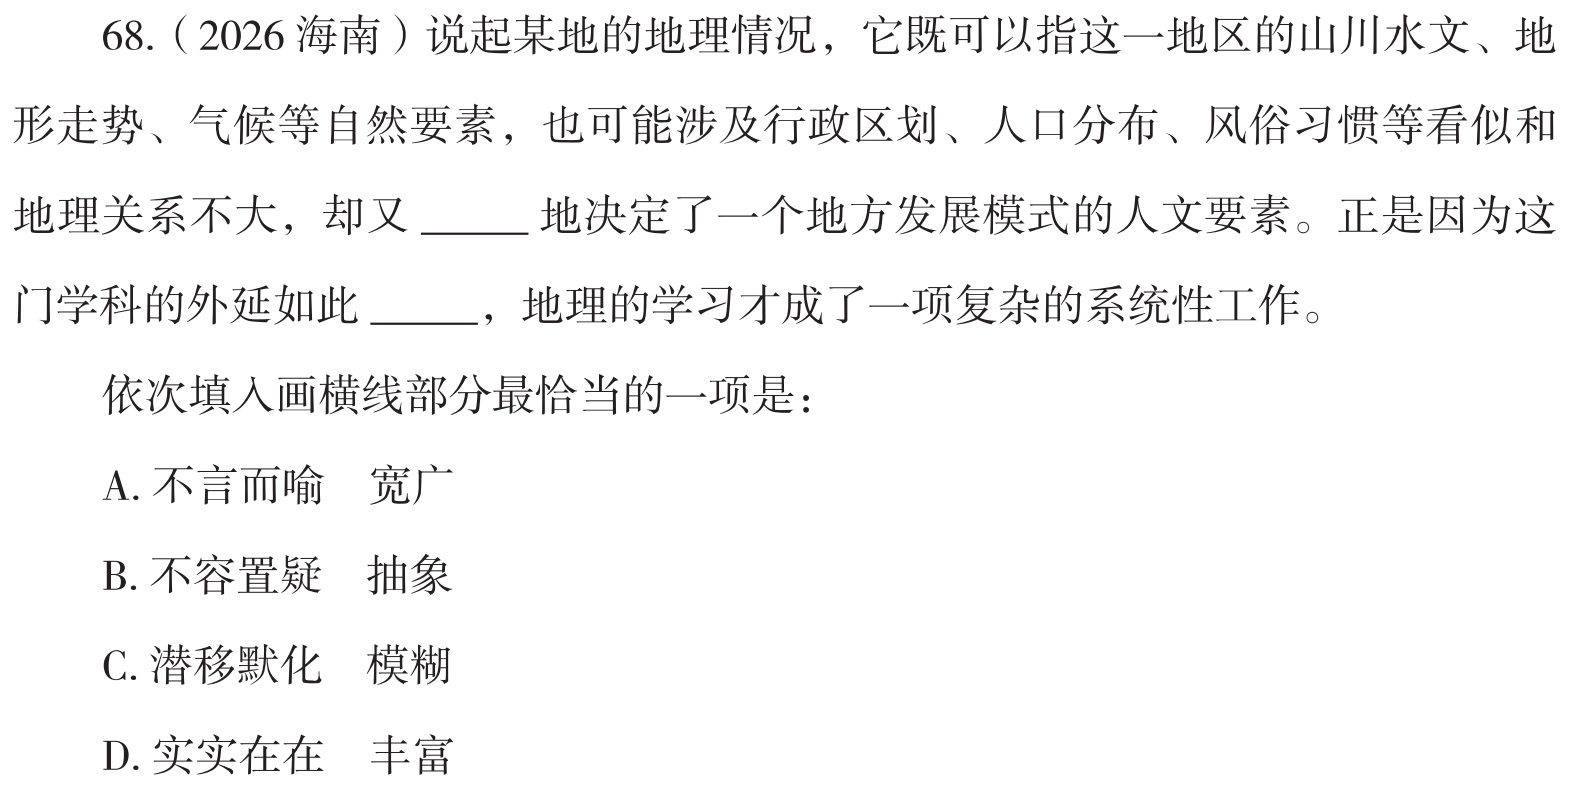 68.（2026 海南）说起某地的地理情况，它既可以指这一地区的山川水文、地
形走势、气候等自然要素，也可能涉及行政区划、人口分布、风俗习惯等看似和
地理关系不大，却又 _____ 地决定了一个地方发展模式的人文要素。正是因为这
门学科的外延如此 _____，地理的学习才成了一项复杂的系统性工作。
依次填入画横线部分最恰当的一项是：
A. 不言而喻　宽广
B. 不容置疑　抽象
C. 潜移默化　模糊
D. 实实在在　丰富